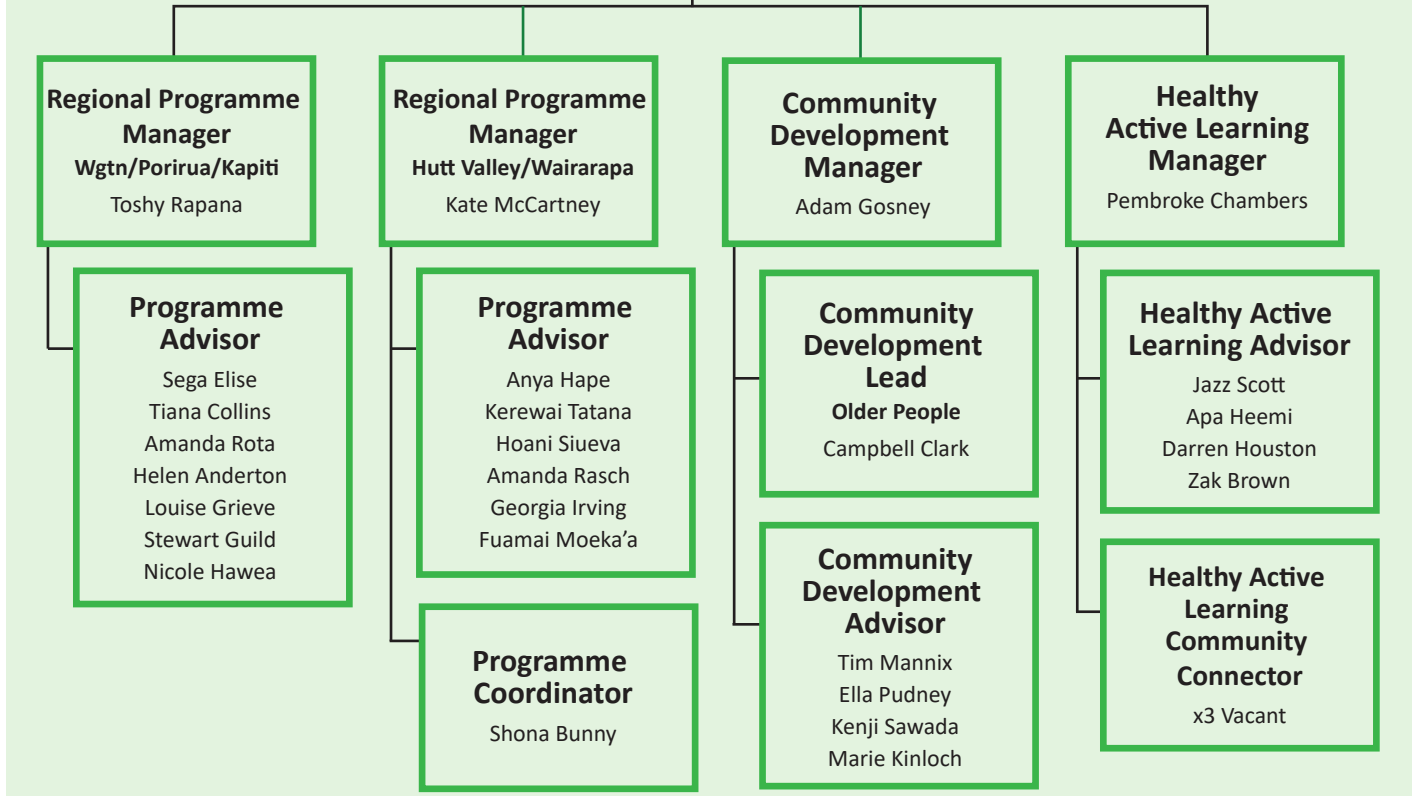 Regional Programme
Manager
Wgtn/Porirua/Kapiti
Toshy Rapana
Programme
Advisor
Sega Elise
Tiana Collins
Amanda Rota
Helen Anderton
Louise Grieve
Stewart Guild
Nicole Hawea
Regional Programme
Manager
Hutt Valley/Wairarapa
Kate McCartney
Programme
Advisor
Anya Hape
Kerewai Tatana
Hoani Siueva
Amanda Rasch
Georgia Irving
Fuamai Moeka’a
Programme
Coordinator
Shona Bunny
Community
Development
Manager
Adam Gosney
Community
Development
Lead
Older People
Campbell Clark
Community
Development
Advisor
Tim Mannix
Ella Pudney
Kenji Sawada
Marie Kinloch
Healthy
Active Learning
Manager
Pembroke Chambers
Healthy Active
Learning Advisor
Jazz Scott
Apa Heemi
Darren Houston
Zak Brown
Healthy Active
Learning
Community
Connector
x3 Vacant